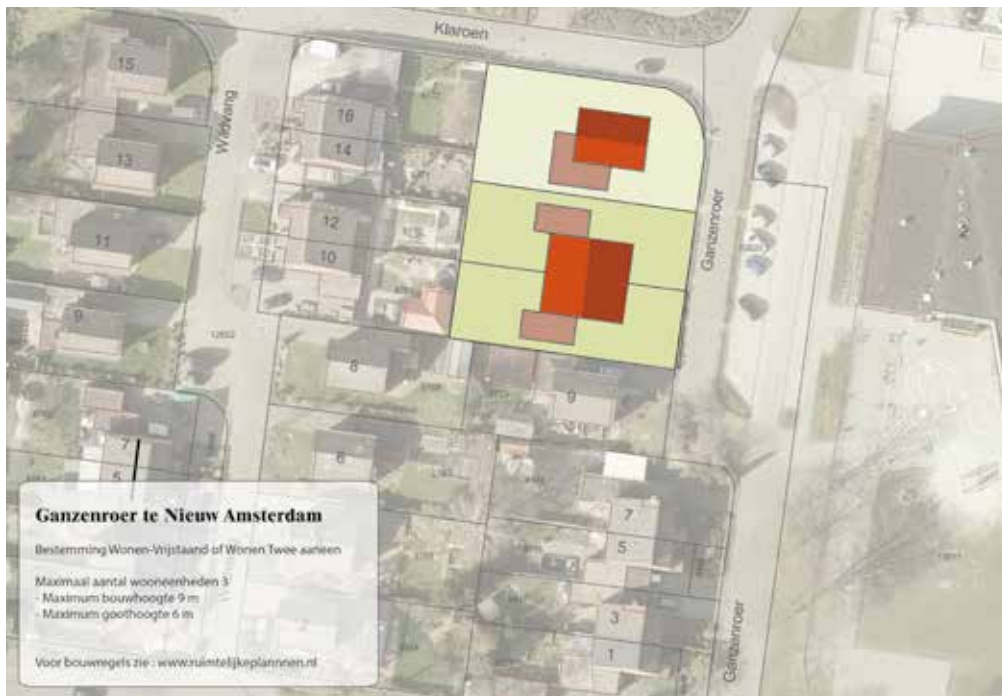 Klaroen
15
Wildvang
16
14
13
12
10
11
Ganzenroer
9
12652
8
9
7
5
6
7
5
3
1
Ganzenroer
Ganzenroer te Nieuw Amsterdam
Bestemming Wonen-Vrijstaand of Wonen Twee aaneen
Maximaal aantal wooneenheden 3
- Maximum bouwhoogte 9 m
- Maximum goothoogte 6 m
Voor bouwregels zie : www.ruimtelijkeplannnen.nl